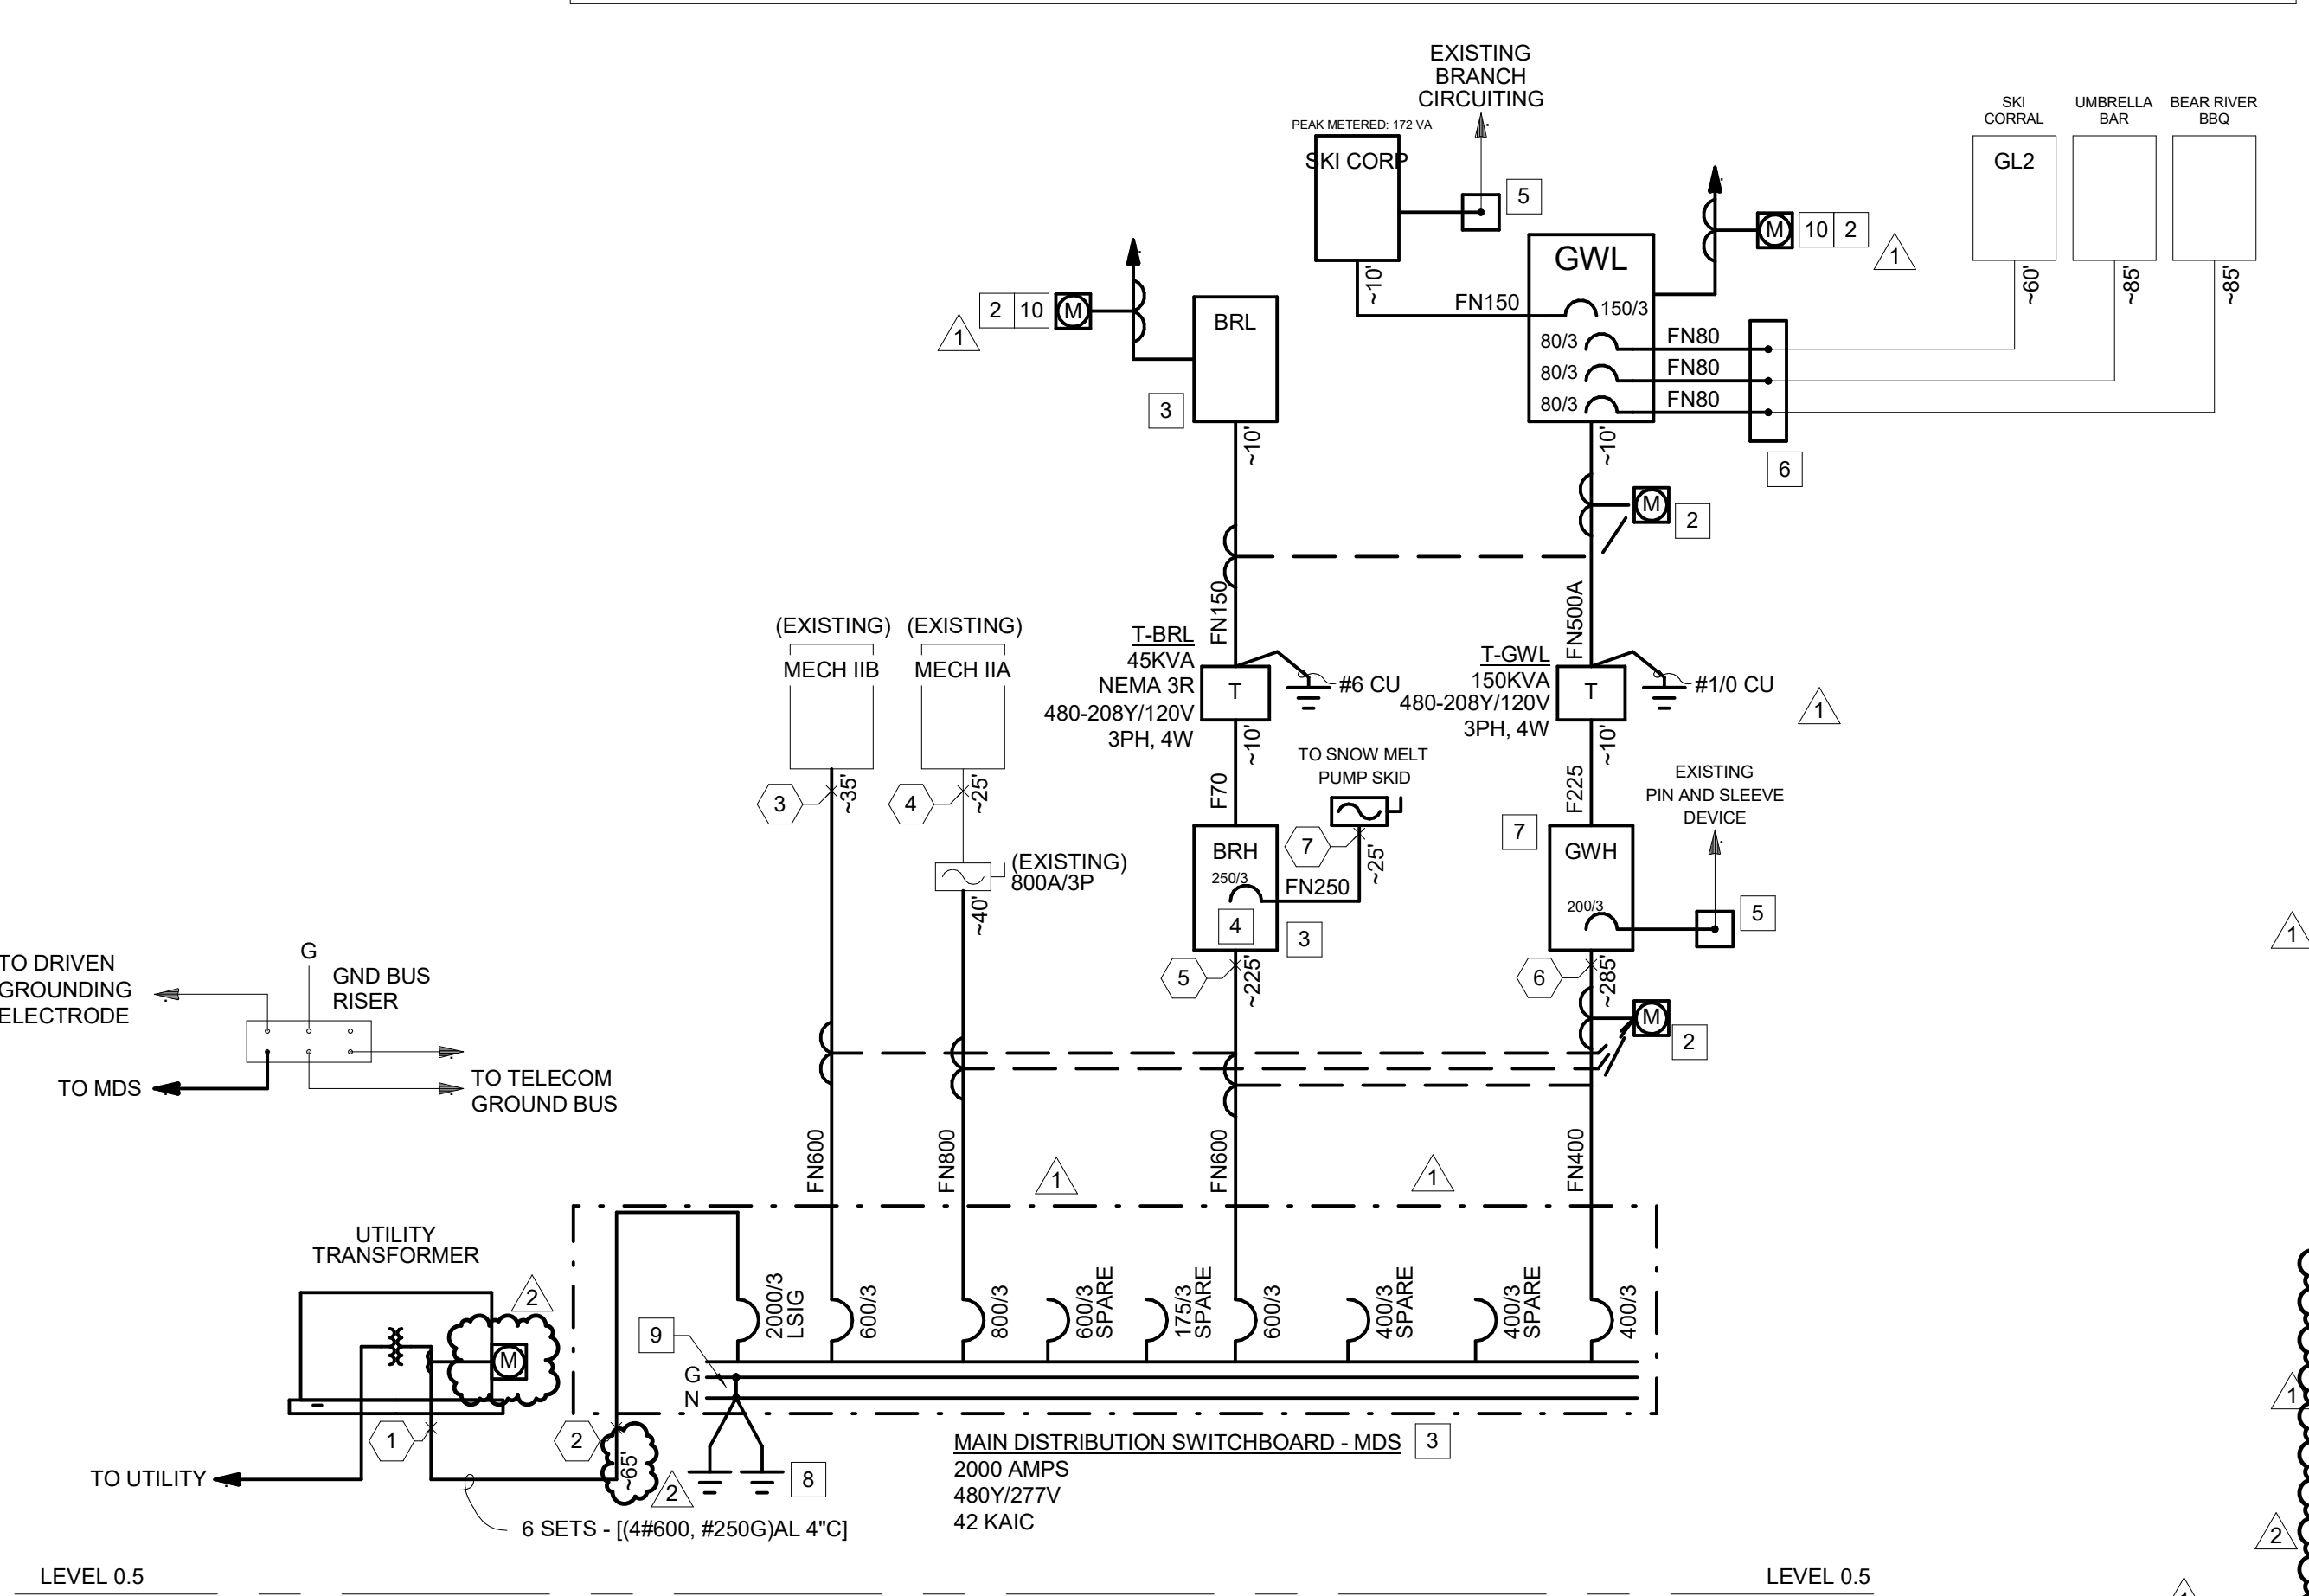 EXISTING
BRANCH
CIRCUITING
PEAK METERED: 172 VA
SKI CORP
5
~10'
SKI
CORRAL
UMBRELLA
BAR
BEAR RIVER
BBQ
GL2
~60'
~85'
~85'
GWL
FN150
150/3
80/3
FN80
80/3
FN80
80/3
FN80
M
10
2
1
6
2
10
M
1
BRL
3
~10'
~10'
M
2
FN150
FN500A
(EXISTING)
MECH IIB
(EXISTING)
MECH IIA
T-BRL
45KVA
NEMA 3R
480-208Y/120V
3PH, 4W
T
#6 CU
T-GWL
150KVA
480-208Y/120V
3PH, 4W
T
#1/0 CU
1
~10'
~10'
TO SNOW MELT
PUMP SKID
EXISTING
PIN AND SLEEVE
DEVICE
3
~35'
4
~25'
F70
F225
(EXISTING)
800A/3P
~40'
BRH
250/3
4
3
FN250
7
~25'
7
GWH
200/3
5
1
5
~225'
6
~285'
M
2
TO DRIVEN
GROUNDING
ELECTRODE
G
GND BUS
RISER
TO MDS
TO TELECOM
GROUND BUS
FN600
FN800
FN600
FN400
1
1
UTILITY
TRANSFORMER
2
M
1
2
~65'
2
TO UTILITY
6 SETS - [(4#600, #250G)AL 4"C]
9
2000/3
LSIG
600/3
800/3
600/3
SPARE
175/3
SPARE
600/3
400/3
SPARE
400/3
SPARE
400/3
G
N
8
MAIN DISTRIBUTION SWITCHBOARD - MDS
3
2000 AMPS
480Y/277V
42 KAIC
1
2
LEVEL 0.5
LEVEL 0.5